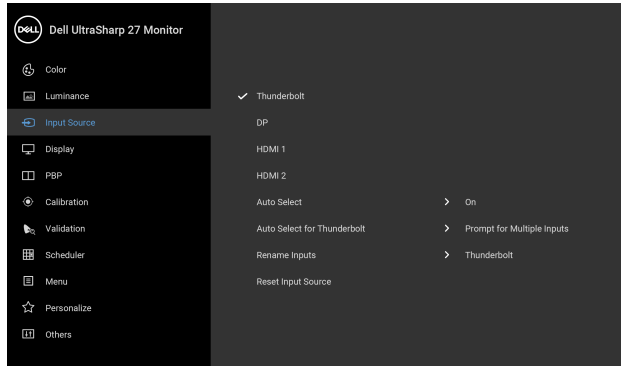 DELL Dell UltraSharp 27 Monitor
Color
Luminance
Input Source
Display
PBP
Calibration
Validation
Scheduler
Menu
Personalize
Others
Thunderbolt
DP
HDMI 1
HDMI 2
Auto Select On
Auto Select for Thunderbolt Prompt for Multiple Inputs
Rename Inputs Thunderbolt
Reset Input Source